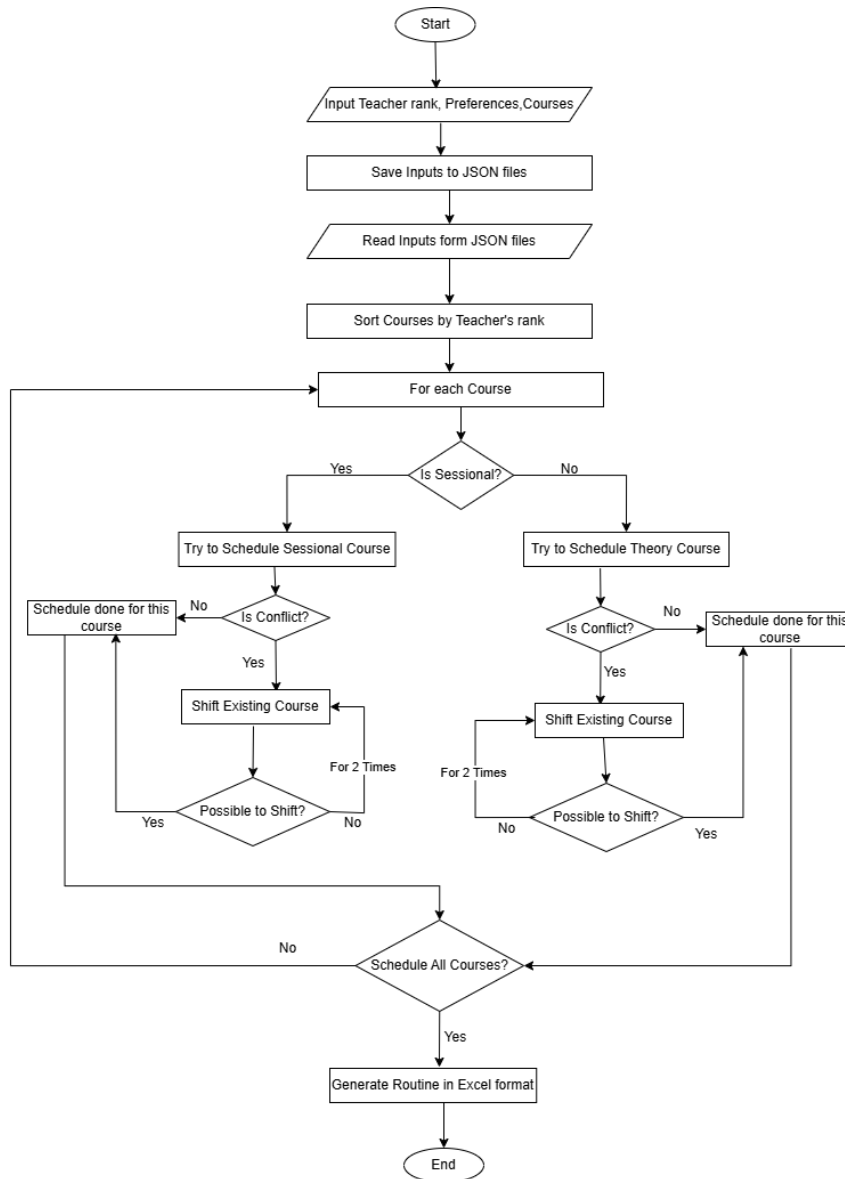 Start
Input Teacher rank, Preferences,Courses
Save Inputs to JSON files
Read Inputs form JSON files
Sort Courses by Teacher's rank
For each Course
Is Sessional?
Yes
No
Try to Schedule Sessional Course
Try to Schedule Theory Course
Schedule done for this
course
No
Is Conflict?
Is Conflict?
No
Schedule done for this
course
Yes
Yes
Shift Existing Course
Shift Existing Course
For 2 Times
For 2 Times
Possible to Shift?
Yes
No
Possible to Shift?
No
Yes
No
Schedule All Courses?
Yes
Generate Routine in Excel format
End